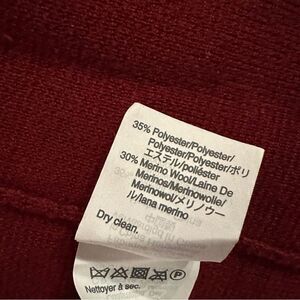 35% Polyester/Polyester/
Polyester/Polyester/ポリ
エステル/poliéster
30% Merino Wool/Laine De
Merinos/Merinowolle/
Merinowol/メリノウー
ル/lana merino
Dry clean.
Nettoyer à sec.